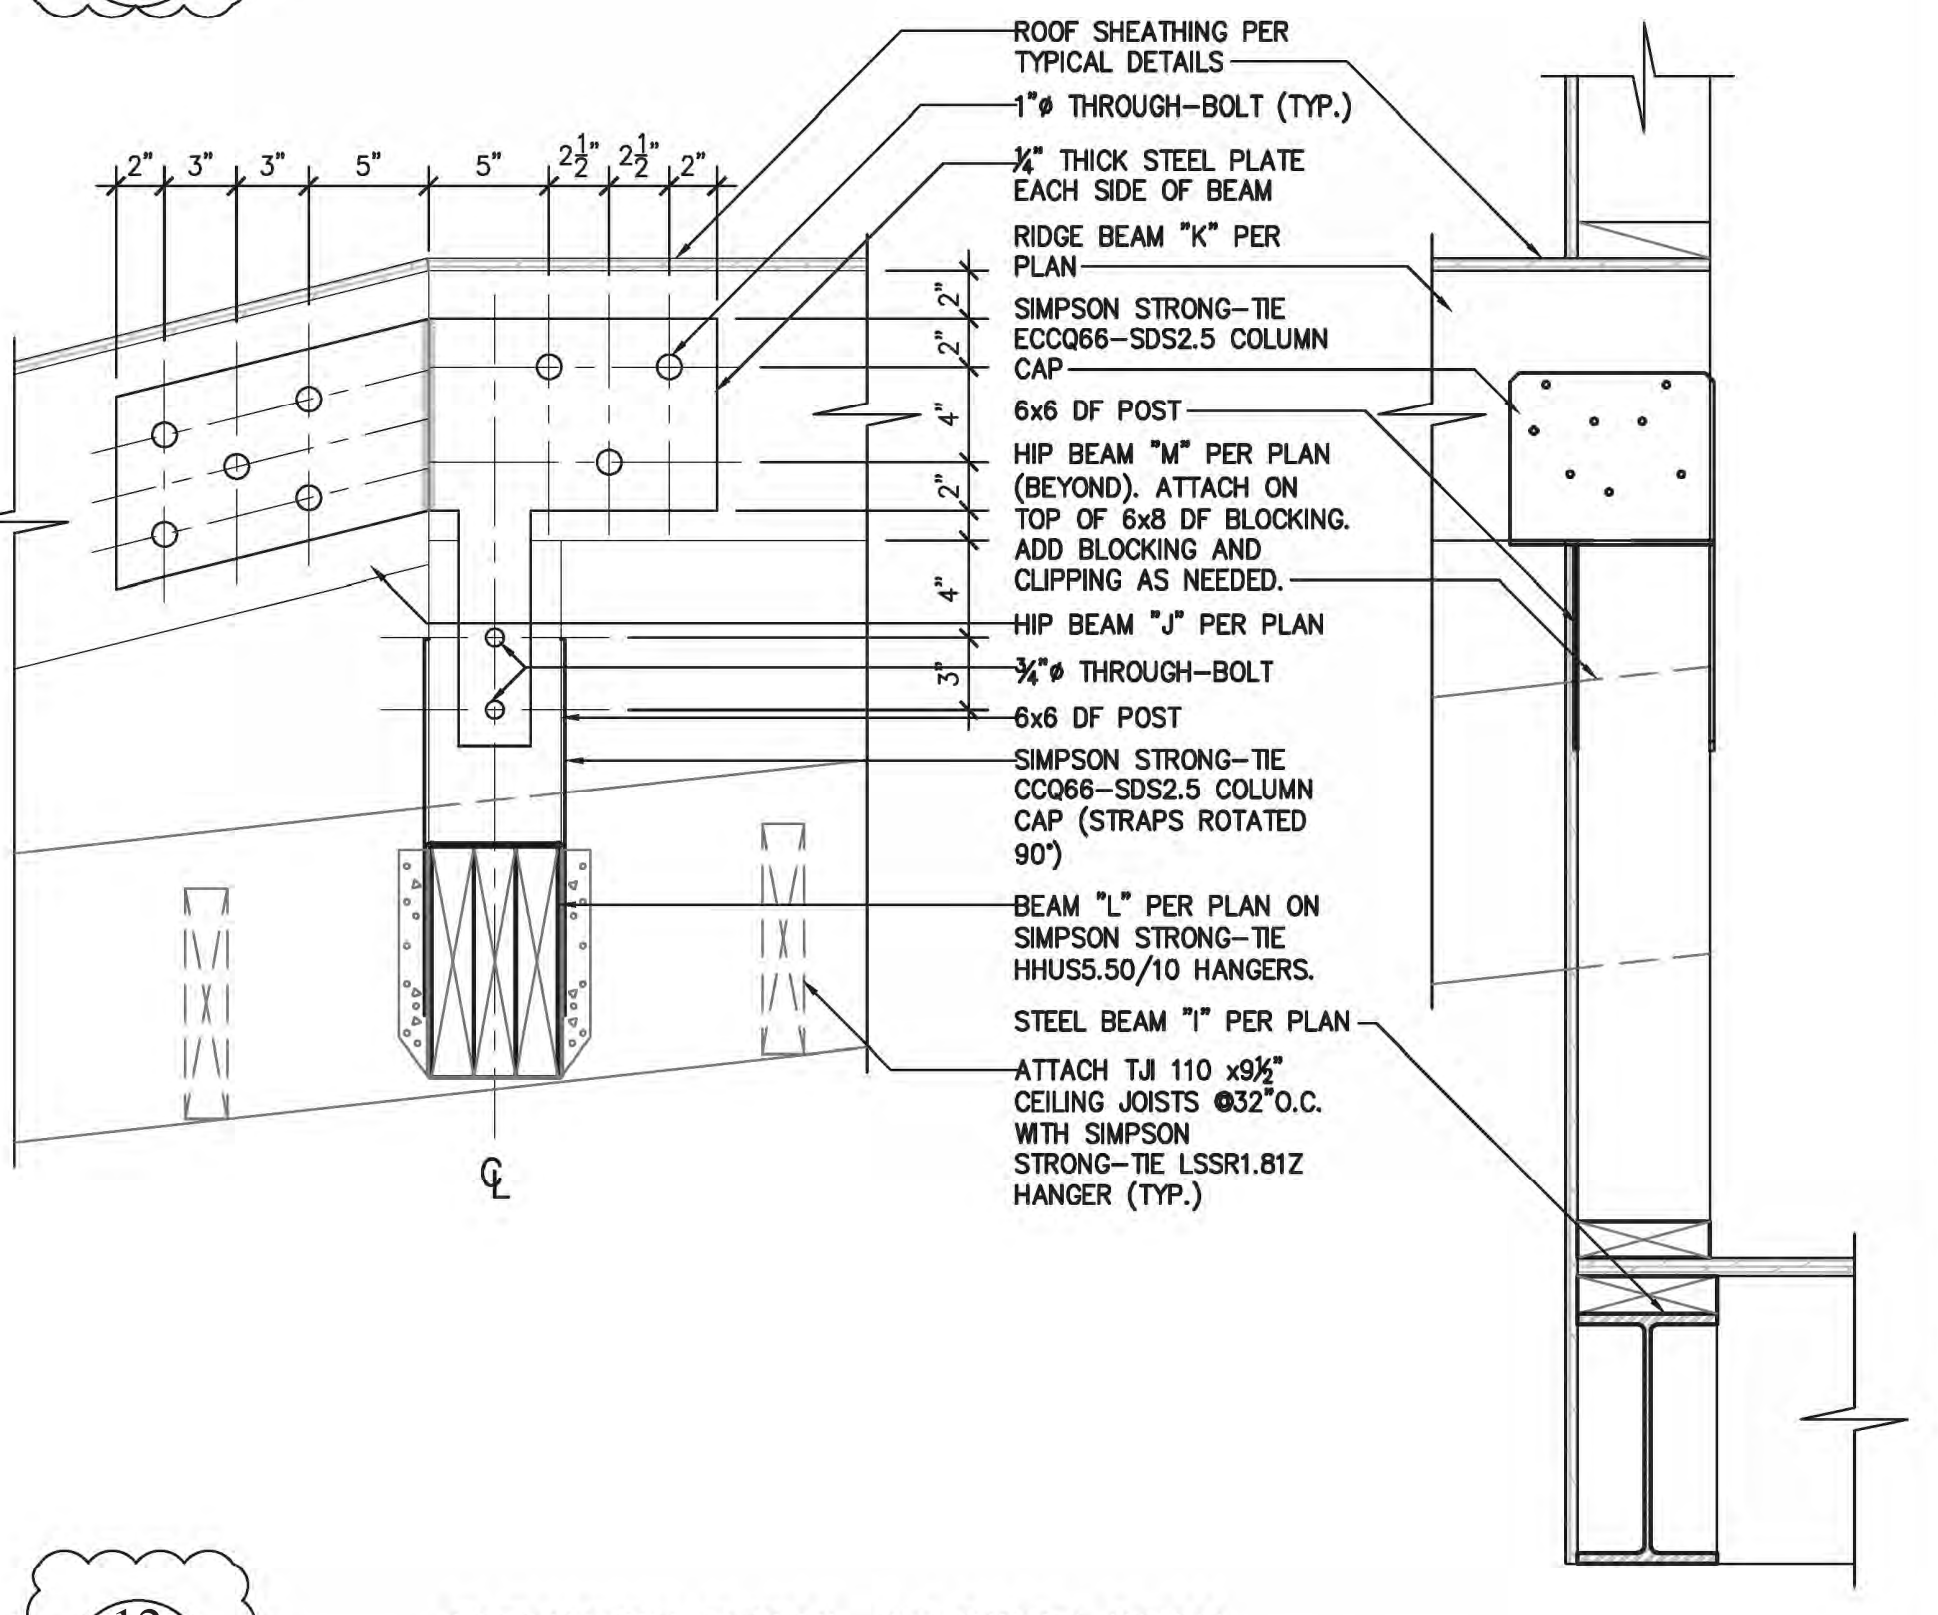 2" 3" 3" 5" 5" 2½" 2½" 2"
ROOF SHEATHING PER
TYPICAL DETAILS
1"ø THROUGH-BOLT (TYP.)
¼" THICK STEEL PLATE
EACH SIDE OF BEAM
RIDGE BEAM "K" PER
PLAN
SIMPSON STRONG-TIE
ECCQ66-SDS2.5 COLUMN
CAP
6x6 DF POST
HIP BEAM "M" PER PLAN
(BEYOND). ATTACH ON
TOP OF 6x8 DF BLOCKING.
ADD BLOCKING AND
CLIPPING AS NEEDED.
HIP BEAM "J" PER PLAN
¾"ø THROUGH-BOLT
6x6 DF POST
SIMPSON STRONG-TIE
CCQ66-SDS2.5 COLUMN
CAP (STRAPS ROTATED
90°)
BEAM "L" PER PLAN ON
SIMPSON STRONG-TIE
HHUS5.50/10 HANGERS.
STEEL BEAM "I" PER PLAN
ATTACH TJI 110 x9½"
CEILING JOISTS @32"O.C.
WITH SIMPSON
STRONG-TIE LSSR1.81Z
HANGER (TYP.)
2"
2"
4"
2"
4"
3"
℄